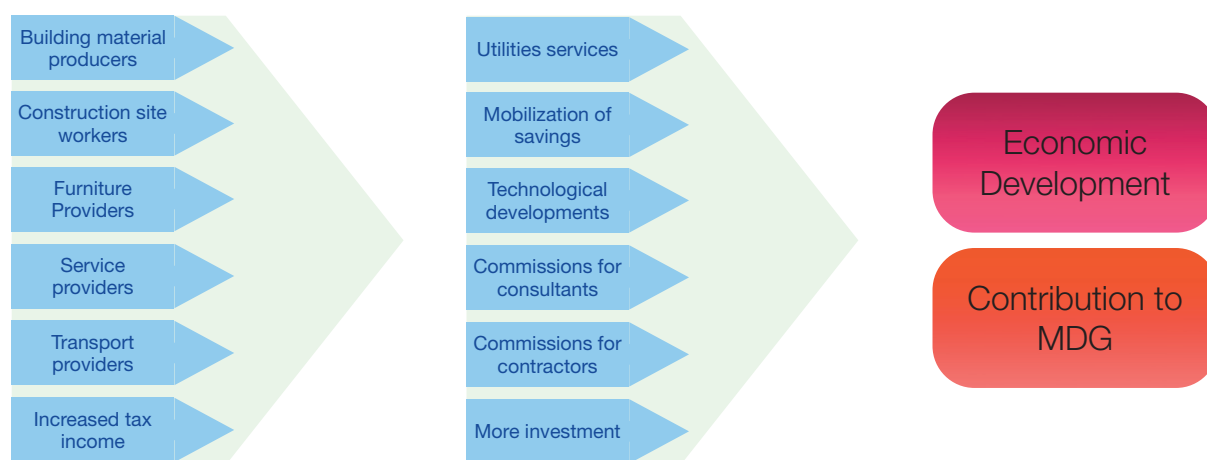 Building material
producers
Construction site
workers
Furniture
Providers
Service
providers
Transport
providers
Increased tax
income
Utilities services
Mobilization of
savings
Technological
developments
Commissions for
consultants
Commissions for
contractors
More investment
Economic
Development
Contribution to
MDG